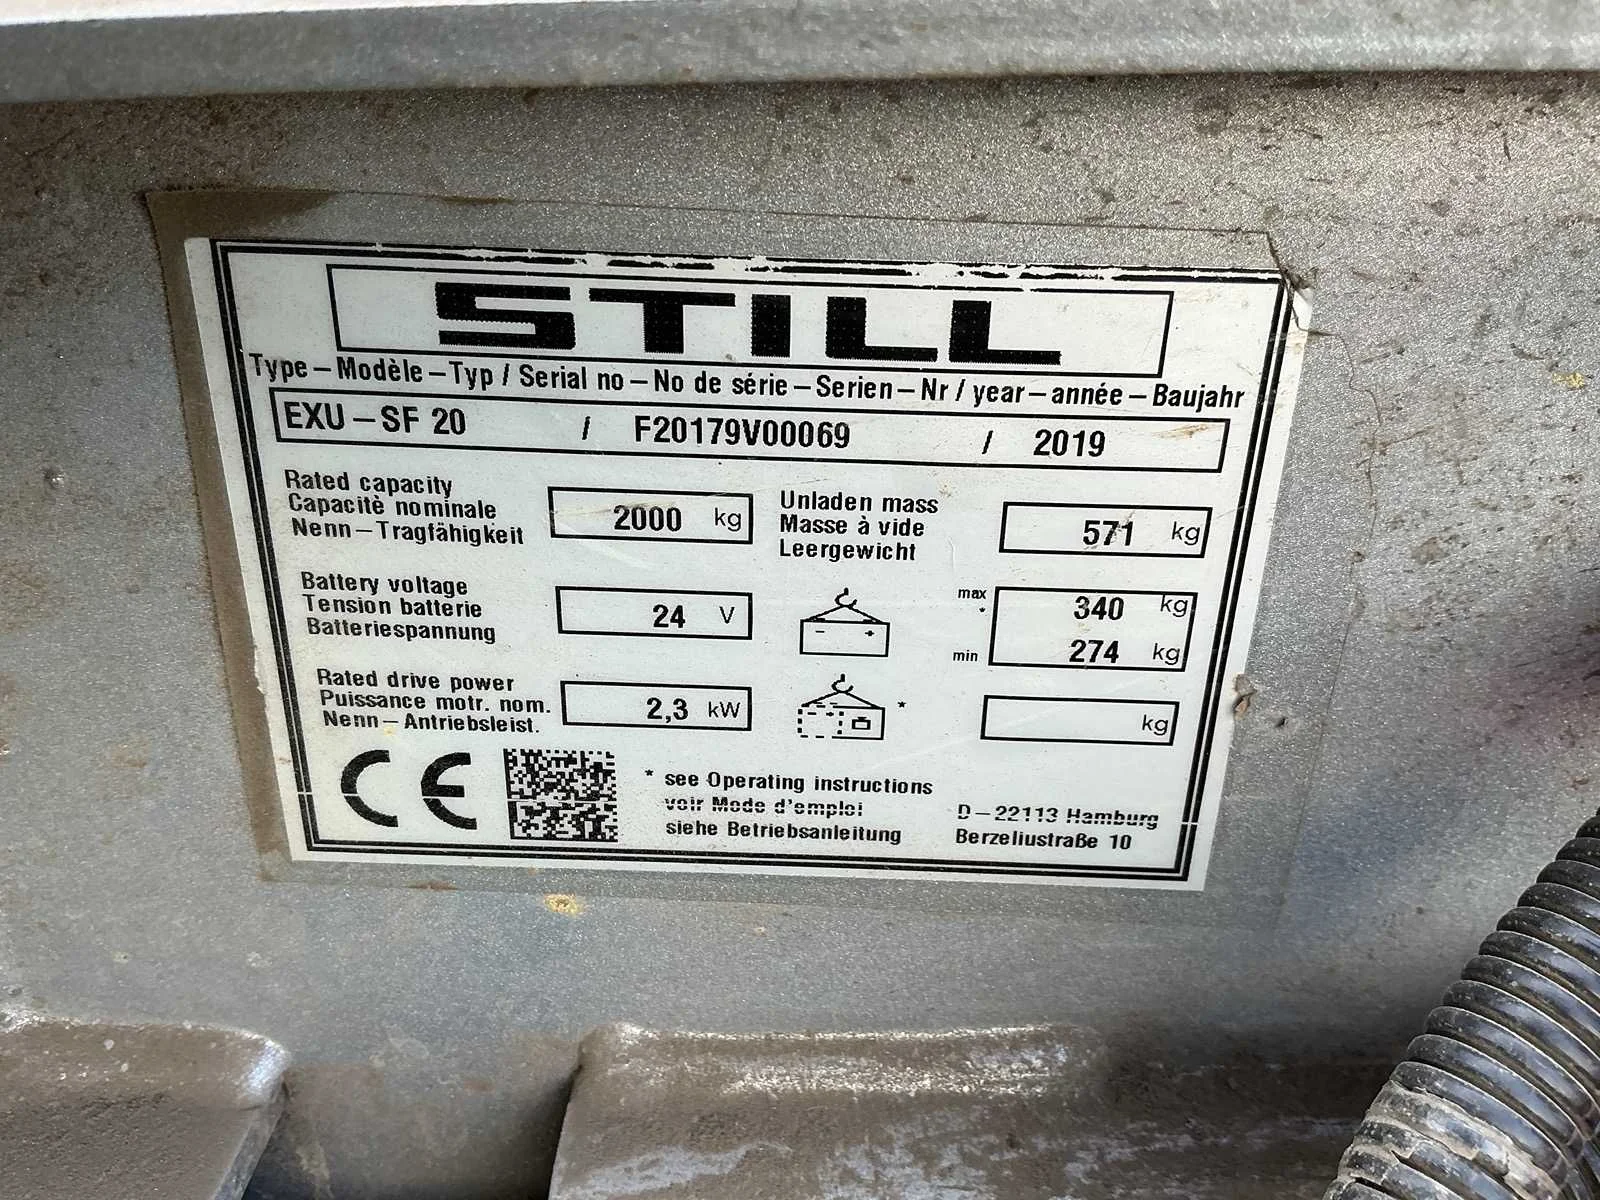 STILL
Type – Modèle – Typ / Serial no – No de série – Serien – Nr / year – année – Baujahr
EXU – SF 20 / F20179V00069 / 2019
Rated capacity
Capacitè nominale
Nenn – Tragfähigkeit
2000 kg
Unladen mass
Masse à vide
Leergewicht
571 kg
Battery voltage
Tension batterie
Batteriespannung
24 V
- +
max
*
340 kg
min
274 kg
Rated drive power
Puissance motr. nom.
Nenn – Antriebsleist.
2,3 kW
*
kg
CE
* see Operating instructions
voir Mode d'emploi
siehe Betriebsanleitung
D – 22113 Hamburg
Berzeliustraße 10